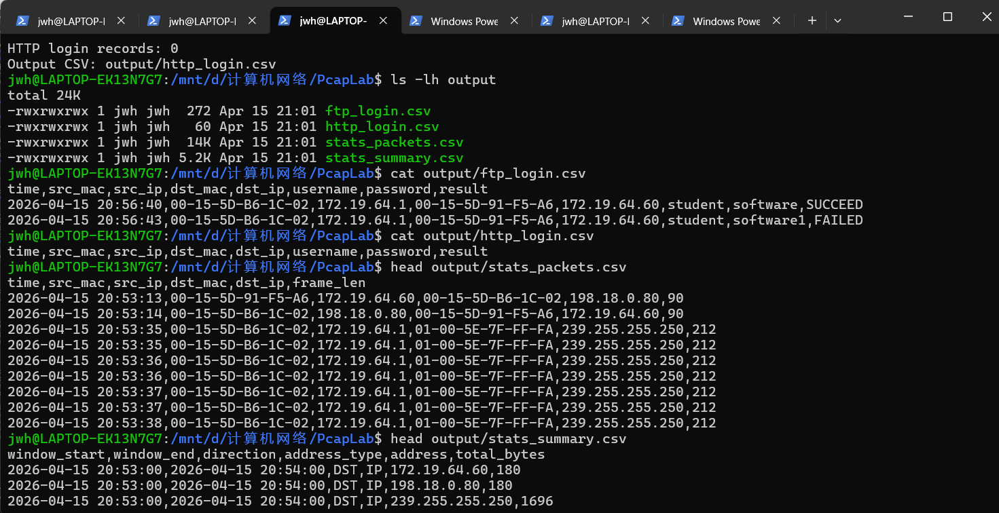 jwh@LAPTOP-I
jwh@LAPTOP-I
jwh@LAPTOP-
Windows Powe
jwh@LAPTOP-I
Windows Powe
HTTP login records: 0
Output CSV: output/http_login.csv
jwh@LAPTOP-EK13N7G7:/mnt/d/计算机网络/PcapLab$ ls -lh output
total 24K
-rwxrwxrwx 1 jwh jwh  272 Apr 15 21:01 ftp_login.csv
-rwxrwxrwx 1 jwh jwh   60 Apr 15 21:01 http_login.csv
-rwxrwxrwx 1 jwh jwh  14K Apr 15 21:01 stats_packets.csv
-rwxrwxrwx 1 jwh jwh 5.2K Apr 15 21:01 stats_summary.csv
jwh@LAPTOP-EK13N7G7:/mnt/d/计算机网络/PcapLab$ cat output/ftp_login.csv
time,src_mac,src_ip,dst_mac,dst_ip,username,password,result
2026-04-15 20:56:40,00-15-5D-B6-1C-02,172.19.64.1,00-15-5D-91-F5-A6,172.19.64.60,student,software,SUCCEED
2026-04-15 20:56:43,00-15-5D-B6-1C-02,172.19.64.1,00-15-5D-91-F5-A6,172.19.64.60,student,software1,FAILED
jwh@LAPTOP-EK13N7G7:/mnt/d/计算机网络/PcapLab$ cat output/http_login.csv
time,src_mac,src_ip,dst_mac,dst_ip,username,password,result
jwh@LAPTOP-EK13N7G7:/mnt/d/计算机网络/PcapLab$ head output/stats_packets.csv
time,src_mac,src_ip,dst_mac,dst_ip,frame_len
2026-04-15 20:53:13,00-15-5D-91-F5-A6,172.19.64.60,00-15-5D-B6-1C-02,198.18.0.80,90
2026-04-15 20:53:14,00-15-5D-B6-1C-02,198.18.0.80,00-15-5D-91-F5-A6,172.19.64.60,90
2026-04-15 20:53:35,00-15-5D-B6-1C-02,172.19.64.1,01-00-5E-7F-FF-FA,239.255.255.250,212
2026-04-15 20:53:35,00-15-5D-B6-1C-02,172.19.64.1,01-00-5E-7F-FF-FA,239.255.255.250,212
2026-04-15 20:53:36,00-15-5D-B6-1C-02,172.19.64.1,01-00-5E-7F-FF-FA,239.255.255.250,212
2026-04-15 20:53:36,00-15-5D-B6-1C-02,172.19.64.1,01-00-5E-7F-FF-FA,239.255.255.250,212
2026-04-15 20:53:37,00-15-5D-B6-1C-02,172.19.64.1,01-00-5E-7F-FF-FA,239.255.255.250,212
2026-04-15 20:53:37,00-15-5D-B6-1C-02,172.19.64.1,01-00-5E-7F-FF-FA,239.255.255.250,212
2026-04-15 20:53:38,00-15-5D-B6-1C-02,172.19.64.1,01-00-5E-7F-FF-FA,239.255.255.250,212
jwh@LAPTOP-EK13N7G7:/mnt/d/计算机网络/PcapLab$ head output/stats_summary.csv
window_start,window_end,direction,address_type,address,total_bytes
2026-04-15 20:53:00,2026-04-15 20:54:00,DST,IP,172.19.64.60,180
2026-04-15 20:53:00,2026-04-15 20:54:00,DST,IP,198.18.0.80,180
2026-04-15 20:53:00,2026-04-15 20:54:00,DST,IP,239.255.255.250,1696